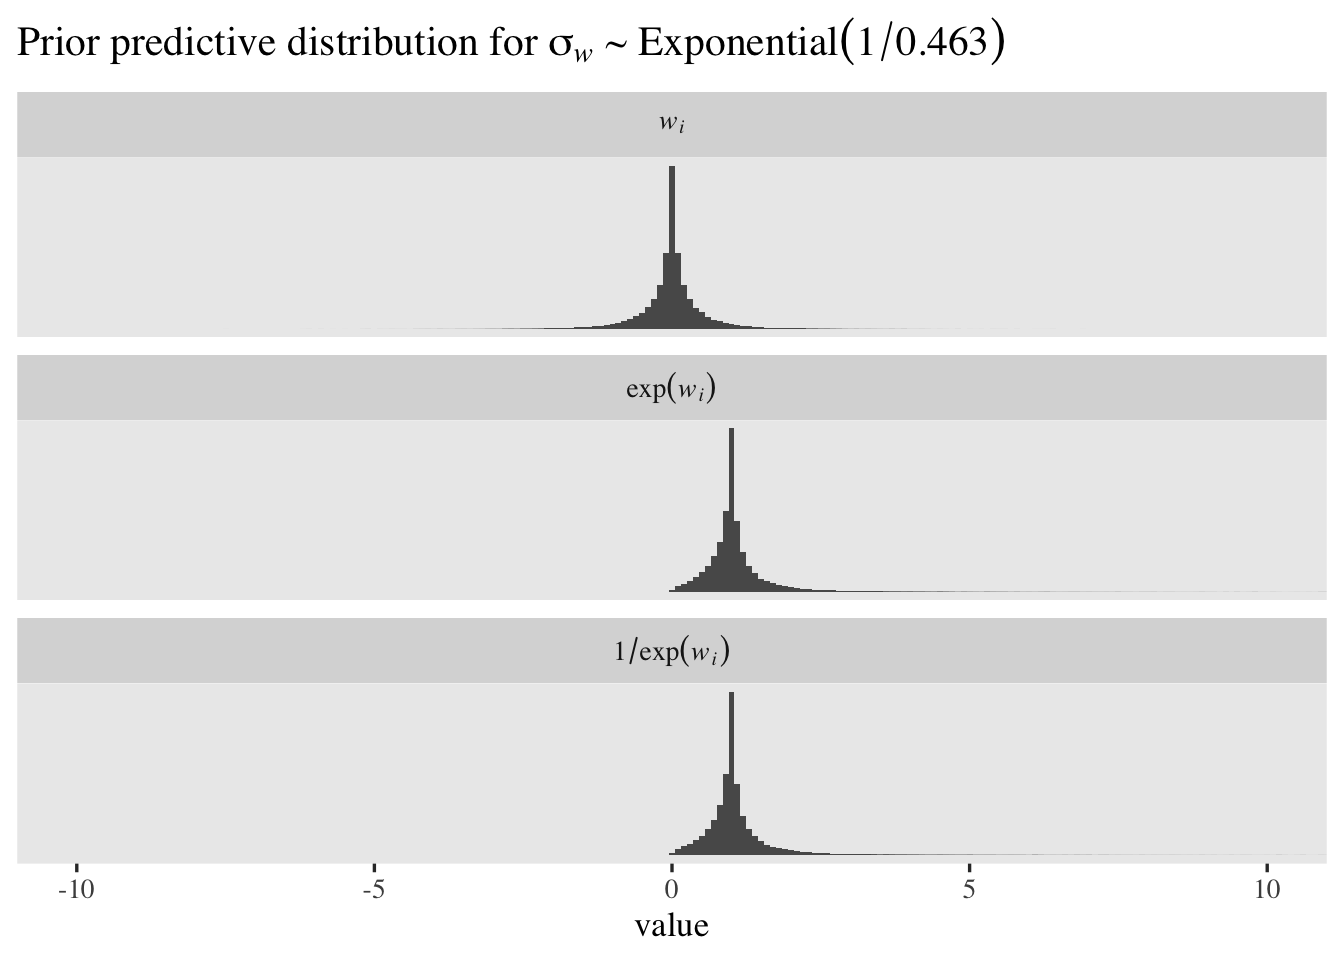 Prior predictive distribution for σw ~ Exponential(1/0.463)
wi
exp(wi)
1/exp(wi)
-10 -5 0 5 10
value